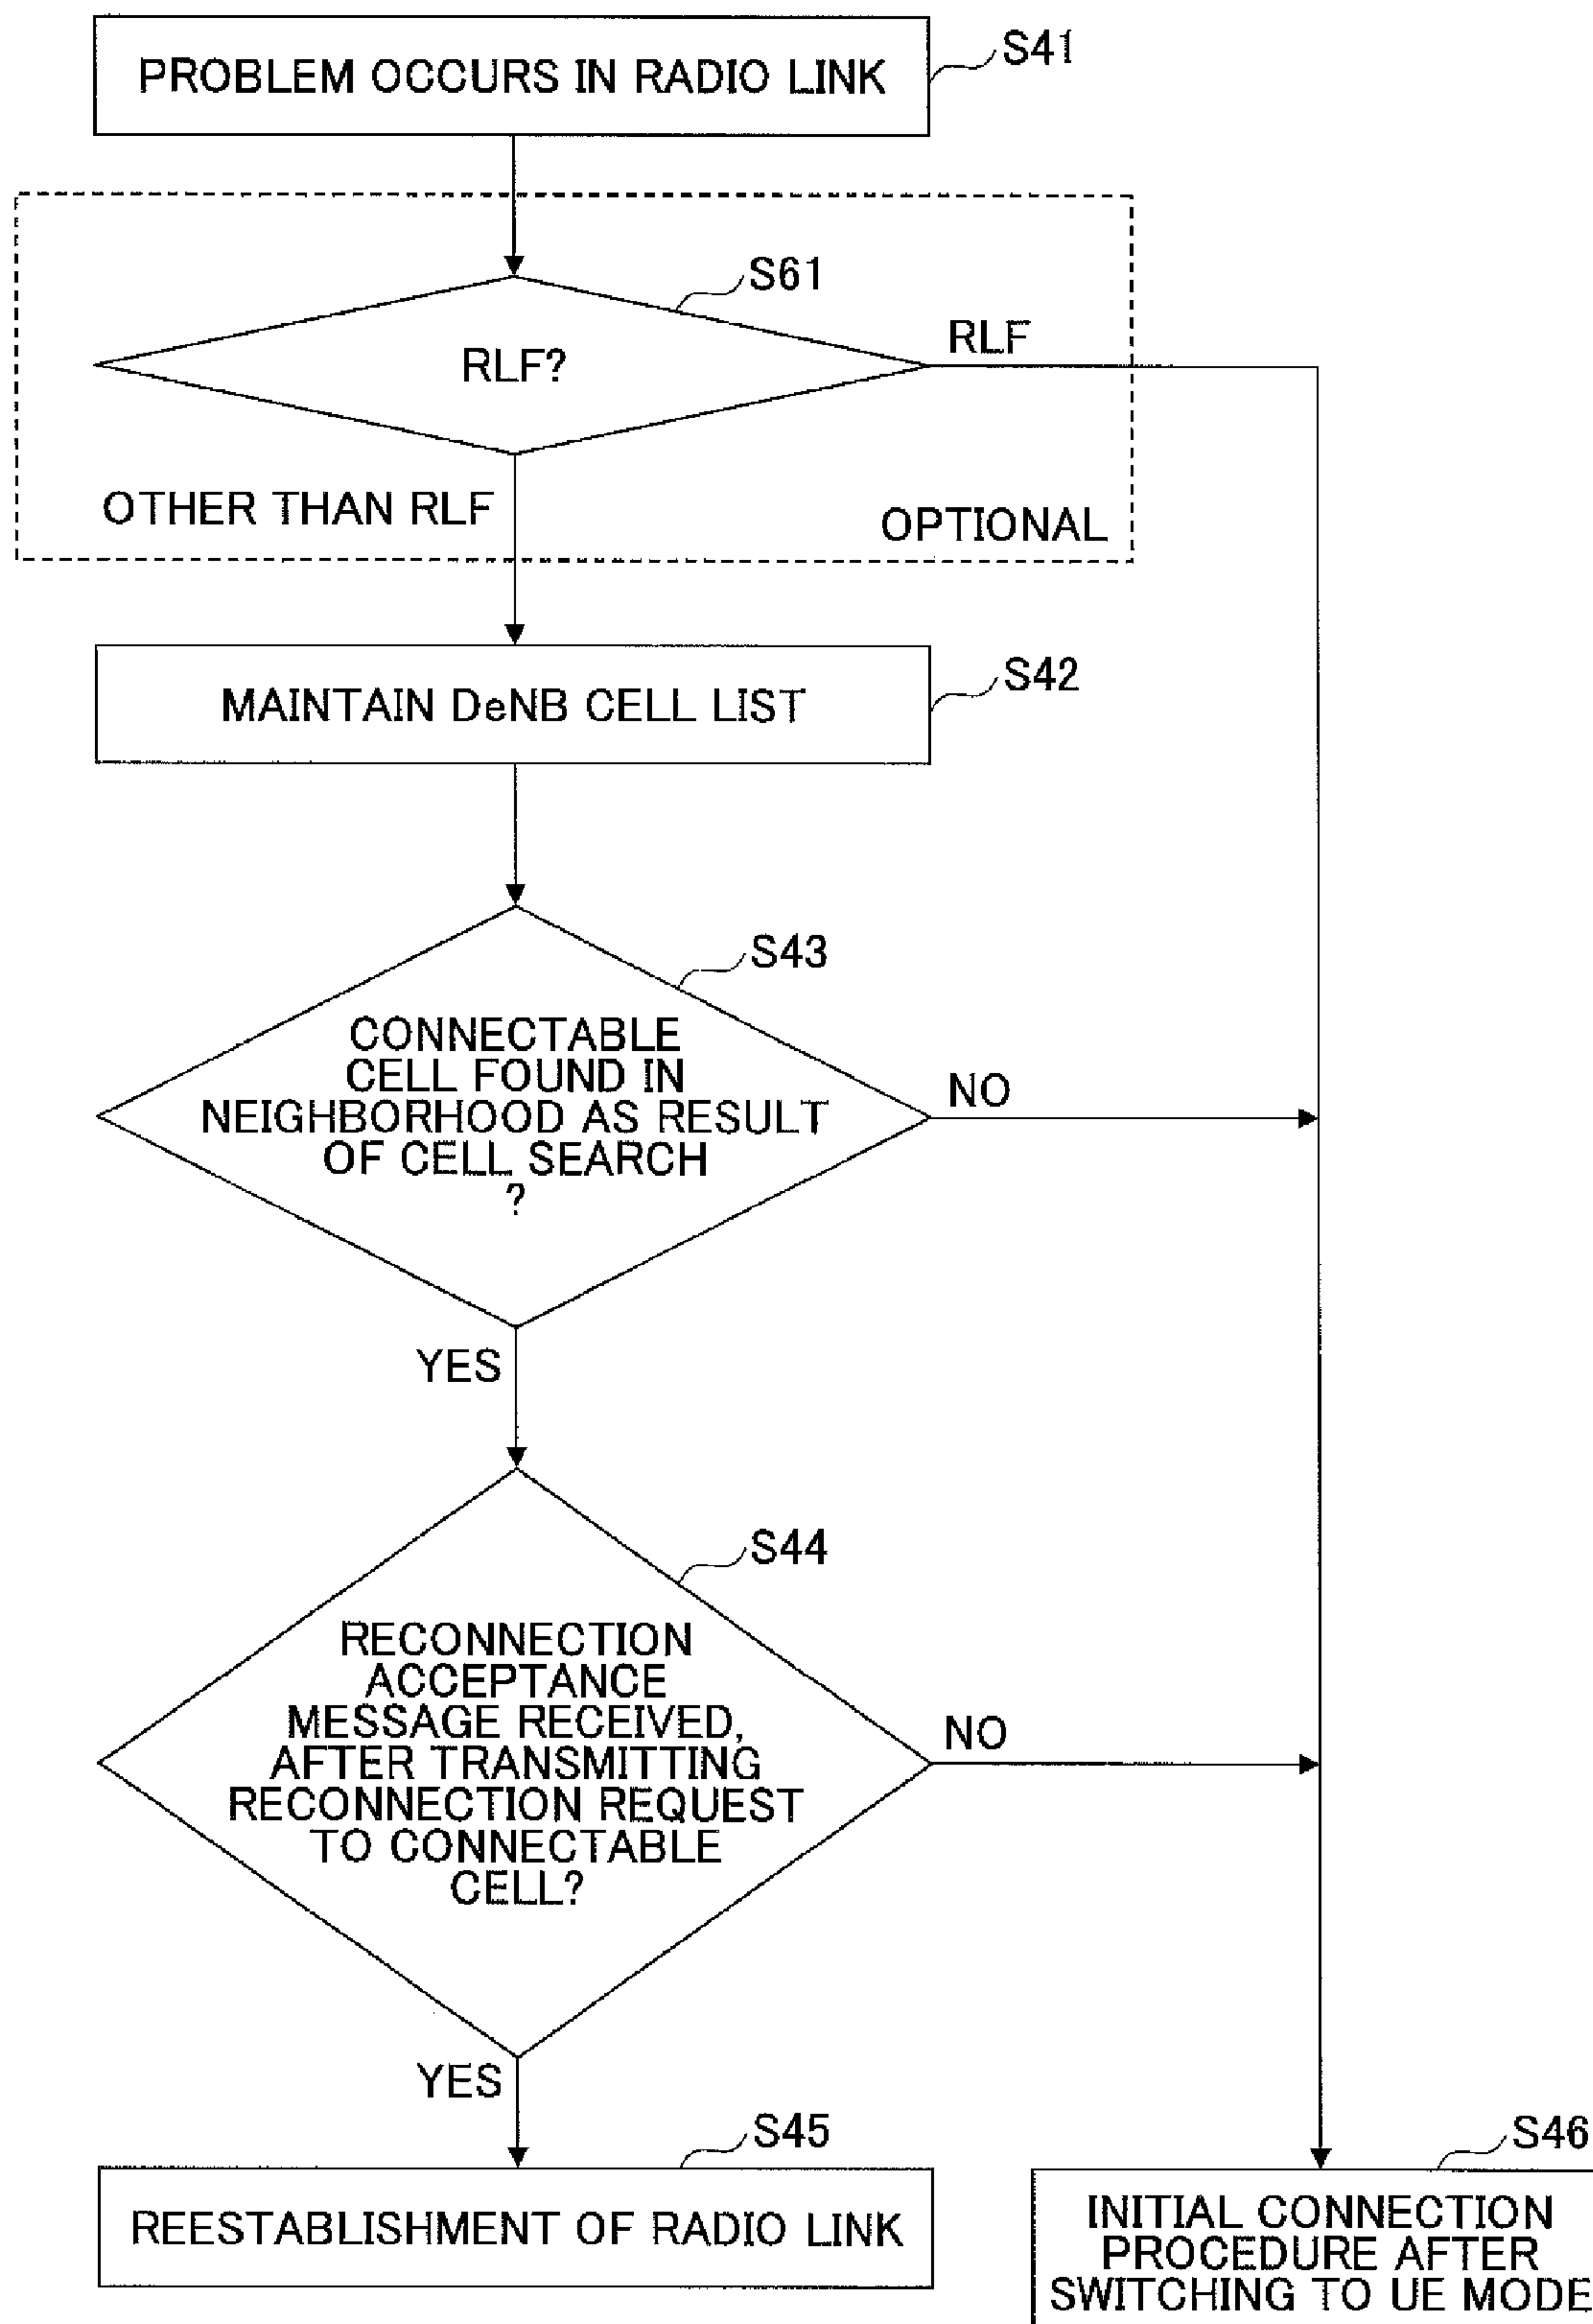 PROBLEM OCCURS IN RADIO LINK
S41
S61
RLF?
RLF
OTHER THAN RLF
OPTIONAL
MAINTAIN DeNB CELL LIST
S42
S43
CONNECTABLE
CELL FOUND IN
NEIGHBORHOOD AS RESULT
OF CELL SEARCH
?
NO
YES
S44
RECONNECTION
ACCEPTANCE
MESSAGE RECEIVED,
AFTER TRANSMITTING
RECONNECTION REQUEST
TO CONNECTABLE
CELL?
NO
YES
S45
REESTABLISHMENT OF RADIO LINK
S46
INITIAL CONNECTION
PROCEDURE AFTER
SWITCHING TO UE MODE